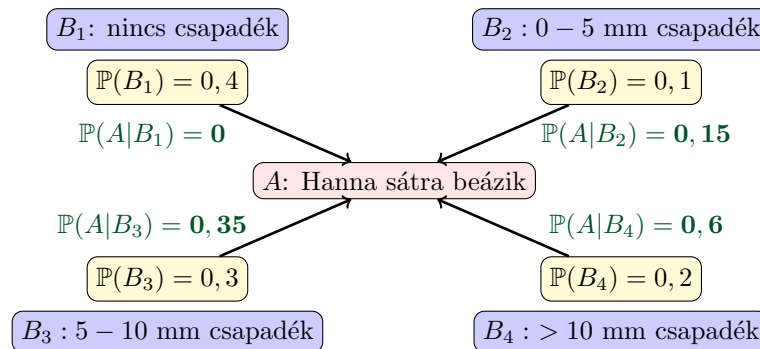 B₁: nincs csapadék
B₂ : 0 − 5 mm csapadék
ℙ(B₁) = 0, 4
ℙ(B₂) = 0, 1
ℙ(A|B₁) = 0
ℙ(A|B₂) = 0, 15
A: Hanna sátra beázik
ℙ(A|B₃) = 0, 35
ℙ(A|B₄) = 0, 6
ℙ(B₃) = 0, 3
ℙ(B₄) = 0, 2
B₃ : 5 − 10 mm csapadék
B₄ : > 10 mm csapadék